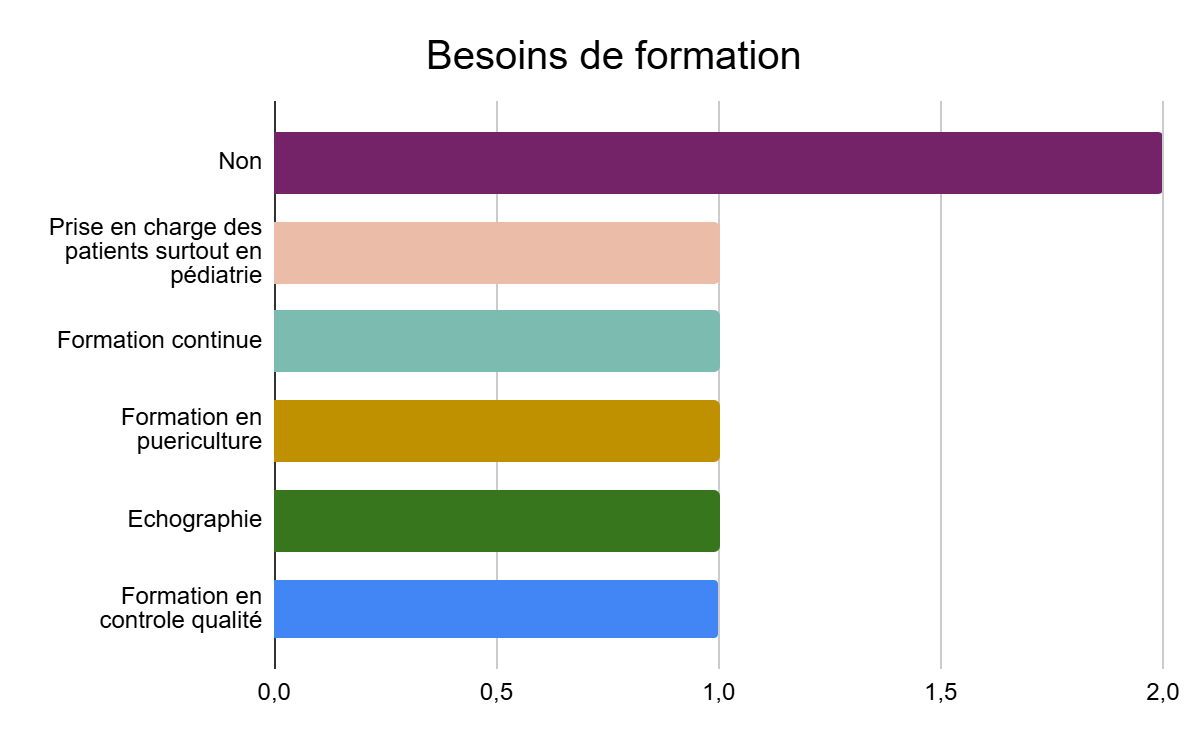 Besoins de formation
Non
Prise en charge des
patients surtout en
pédiatrie
Formation continue
Formation en
puericulture
Echographie
Formation en
controle qualité
0,0
0,5
1,0
1,5
2,0